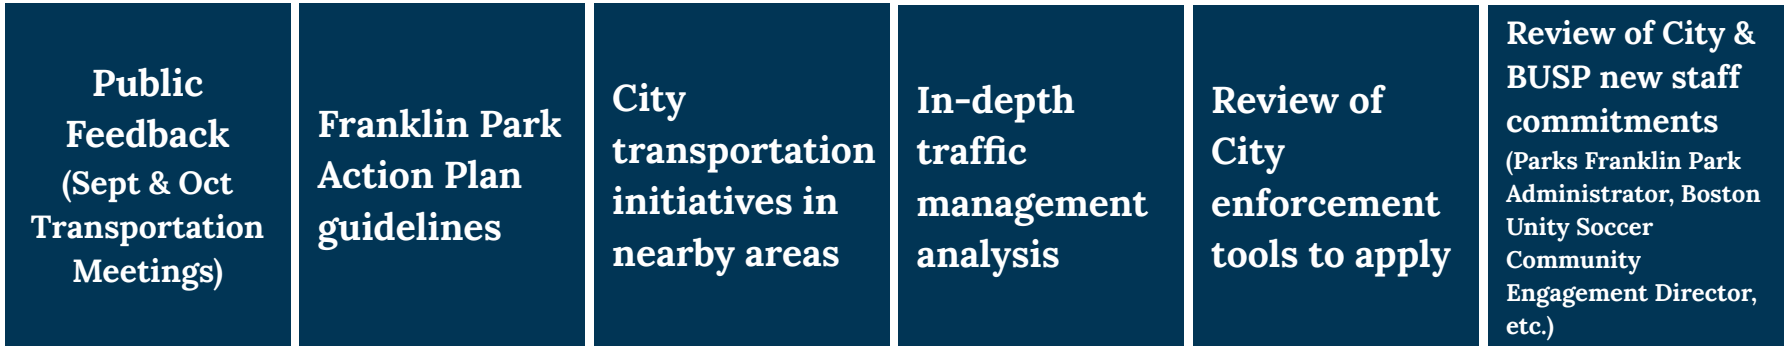 Public
Feedback
(Sept & Oct
Transportation
Meetings)
Franklin Park
Action Plan
guidelines
City
transportation
initiatives in
nearby areas
In-depth
traffic
management
analysis
Review of
City
enforcement
tools to apply
Review of City &
BUSP new staff
commitments
(Parks Franklin Park
Administrator, Boston
Unity Soccer
Community
Engagement Director,
etc.)